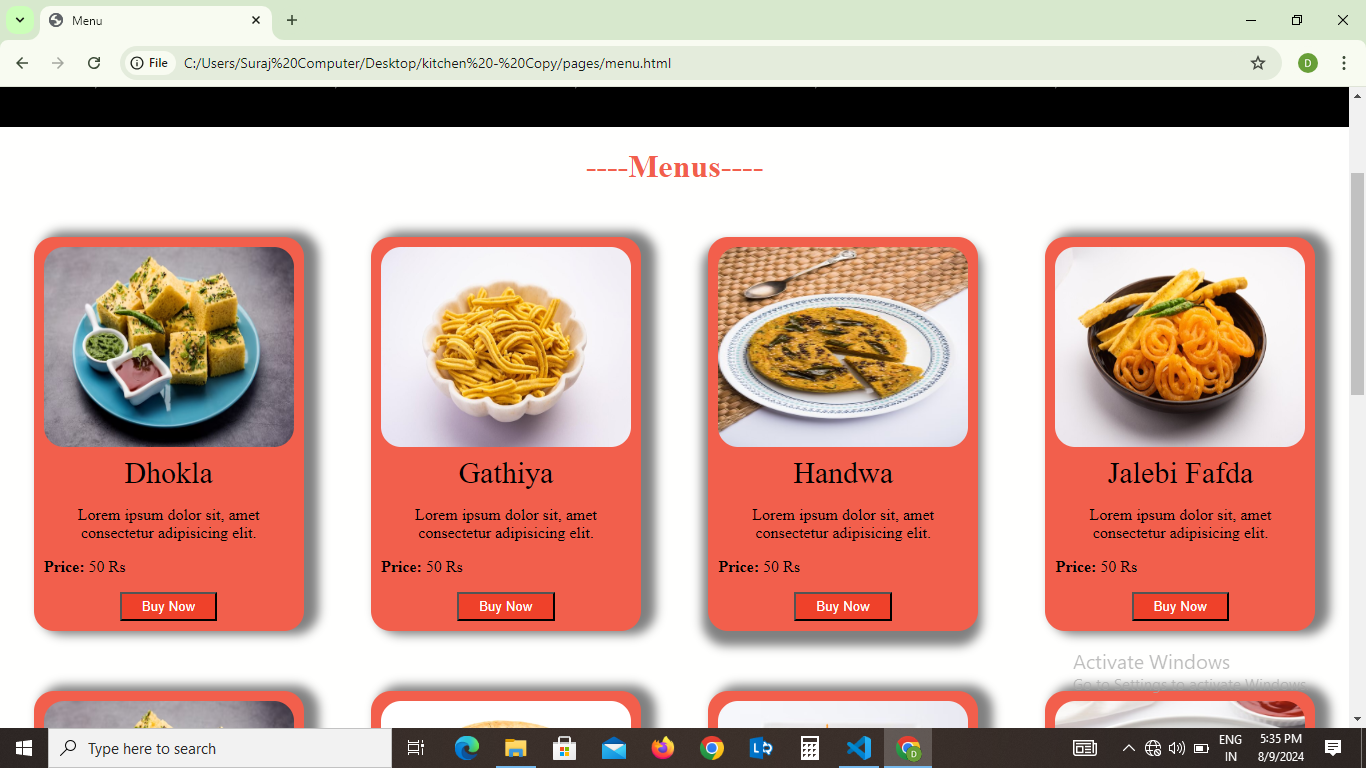 Menu
File
C:/Users/Suraj%20Computer/Desktop/kitchen%20-%20Copy/pages/menu.html
D
----Menus----
Dhokla
Lorem ipsum dolor sit, amet
consectetur adipisicing elit.
Price: 50 Rs
Buy Now
Gathiya
Lorem ipsum dolor sit, amet
consectetur adipisicing elit.
Price: 50 Rs
Buy Now
Handwa
Lorem ipsum dolor sit, amet
consectetur adipisicing elit.
Price: 50 Rs
Buy Now
Jalebi Fafda
Lorem ipsum dolor sit, amet
consectetur adipisicing elit.
Price: 50 Rs
Buy Now
Activate Windows
Go to Settings to activate Windows.
Type here to search
D
ENG
IN
5:35 PM
8/9/2024